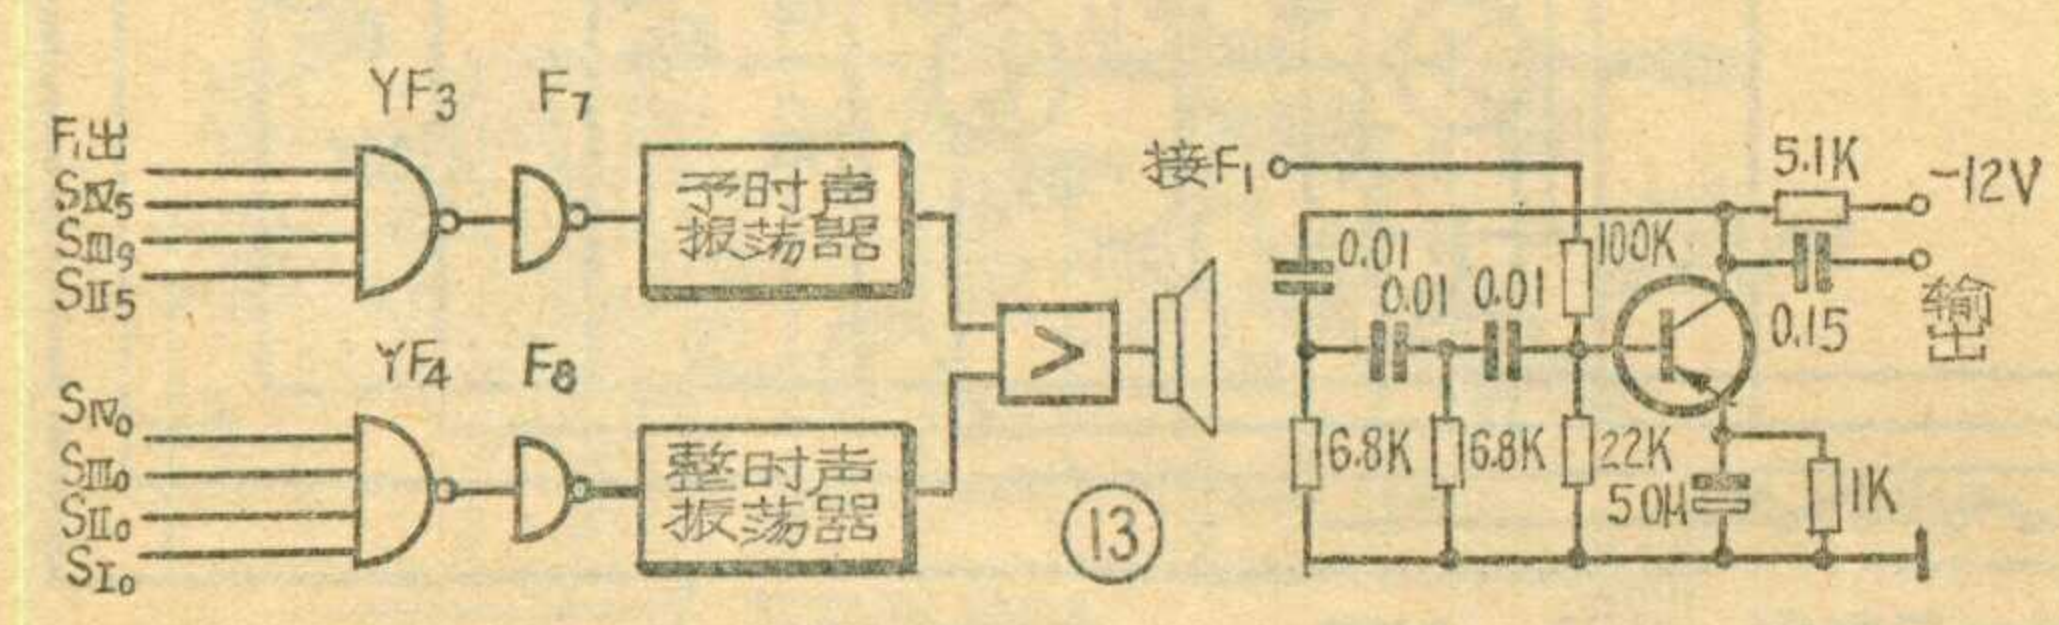 YF3 F7
F1出
SⅣ5
SⅢ9
SⅡ5
予时声
振荡器
YF4 F8
SⅣ0
SⅢ0
SⅡ0
SⅠ0
整时声
振荡器
>
13
接F1
5.1K
-12V
0.01
100K
0.01 0.01
0.15
输出
6.8K 6.8K 22K
50μ
1K